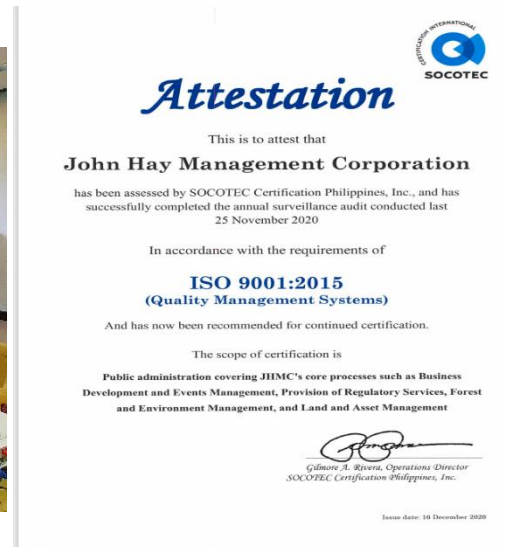 CERTIFICATION INTERNATIONAL
SOCOTEC
Attestation
This is to attest that
John Hay Management Corporation
has been assessed by SOCOTEC Certification Philippines, Inc., and has
successfully completed the annual surveillance audit conducted last
25 November 2020
In accordance with the requirements of
ISO 9001:2015
(Quality Management Systems)
And has now been recommended for continued certification.
The scope of certification is
Public administration covering JHMC's core processes such as Business
Development and Events Management, Provision of Regulatory Services, Forest
and Environment Management, and Land and Asset Management
Gilmore A. Rivera, Operations Director
SOCOTEC Certification Philippines, Inc.
Issue date: 16 December 2020